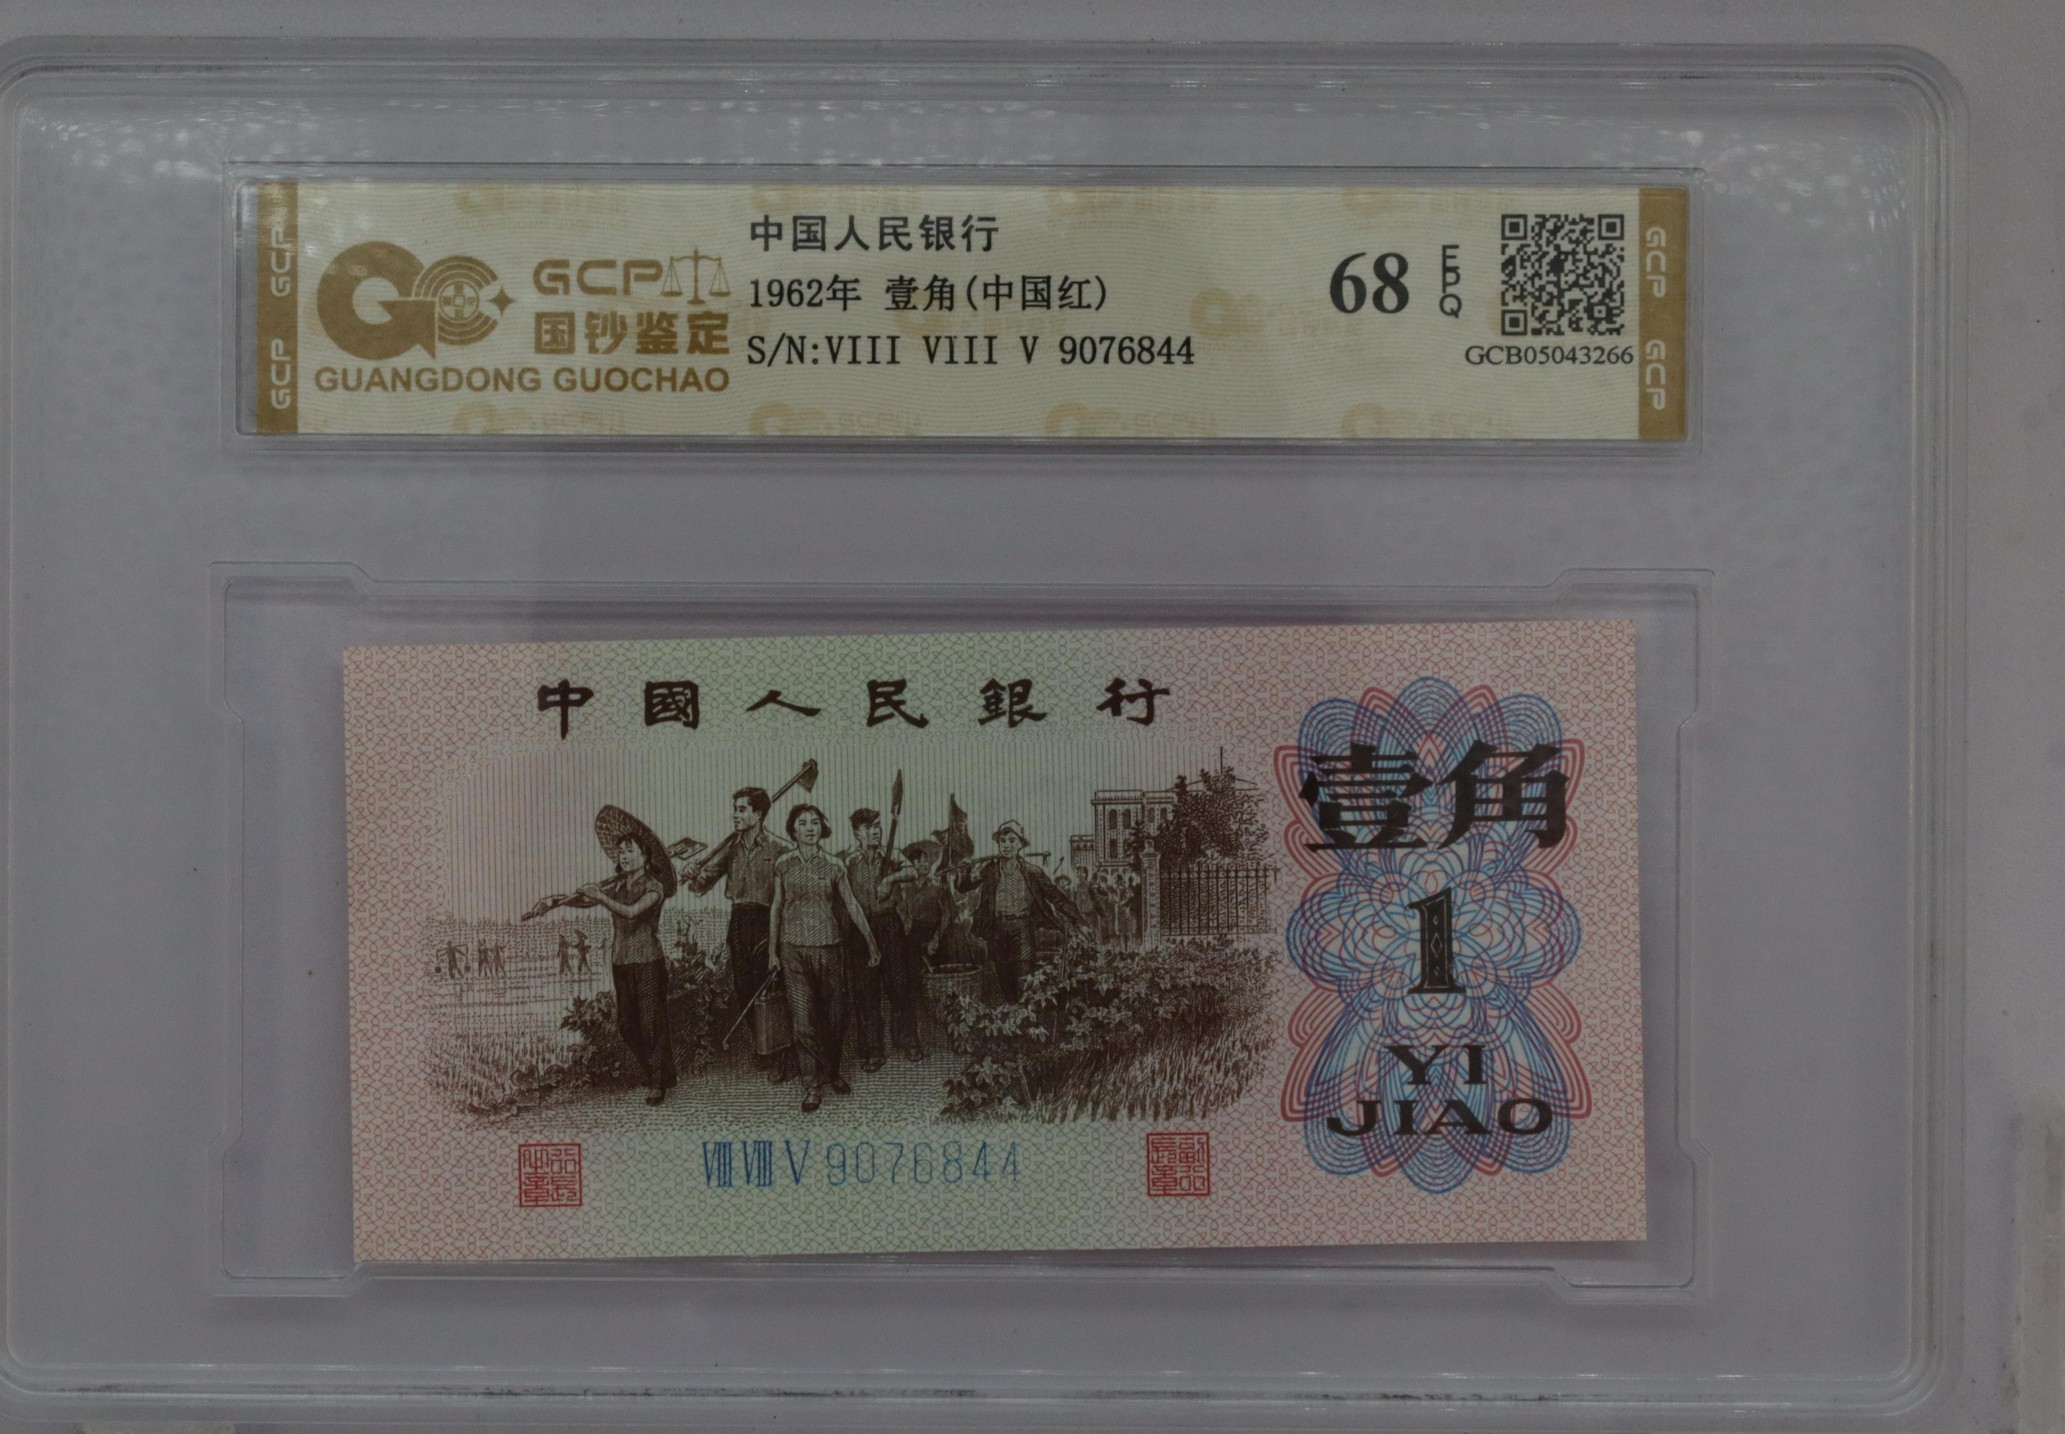 GCP
GCP
GCP
国钞鉴定
GUANGDONG GUOCHAO
中国人民银行
1962年 壹角(中国红)
S/N:VIII VIII V 9076844
68
EPQ
GCB05043266
GCP
GCP
中國人民銀行
壹角
1
YI
JIAO
VIII VIII V 9076844